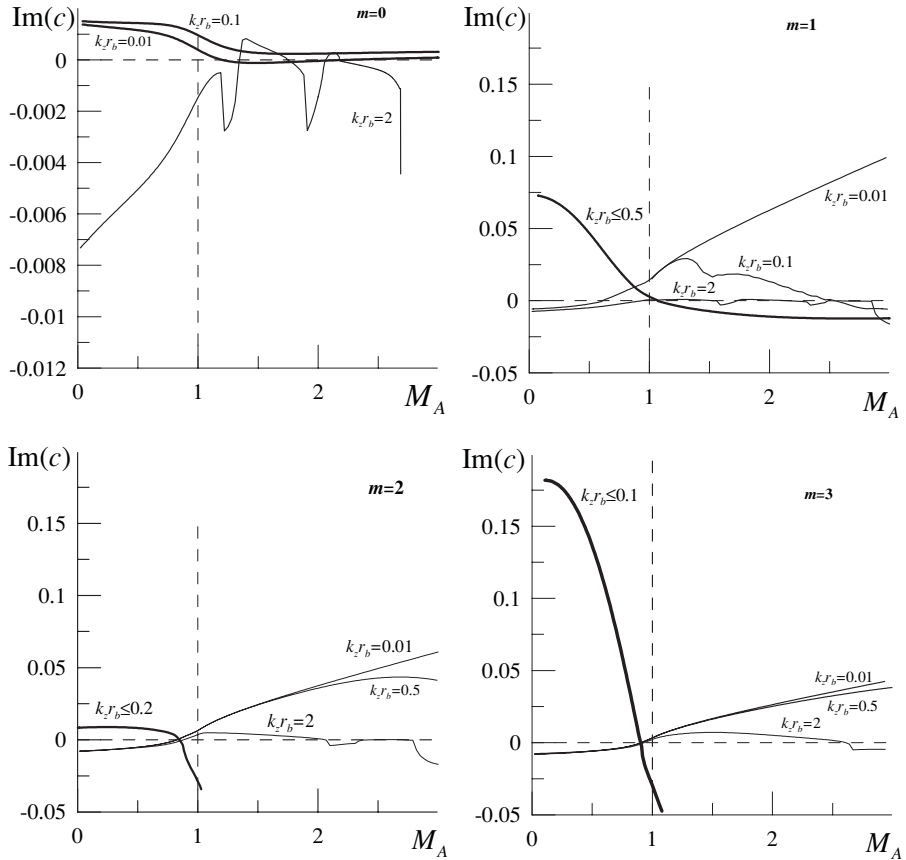 Im(c) m=0
k_z r_b=0.1
k_z r_b=0.01
0
-0.002
k_z r_b=2
-0.004
-0.006
-0.008
-0.01
-0.012
0 1 2 M_A
Im(c) m=1
0.15
0.1
k_z r_b=0.01
k_z r_b≤0.5
0.05
k_z r_b=0.1
k_z r_b=2
0
-0.05
0 1 2 M_A
Im(c)
m=2
0.15
0.1
k_z r_b=0.01
0.05
k_z r_b≤0.2
k_z r_b=0.5
k_z r_b=2
0
-0.05
0 1 2 M_A
Im(c)
k_z r_b≤0.1
m=3
0.15
0.1
k_z r_b=0.01
0.05
k_z r_b=0.5
k_z r_b=2
0
-0.05
0 1 2 M_A